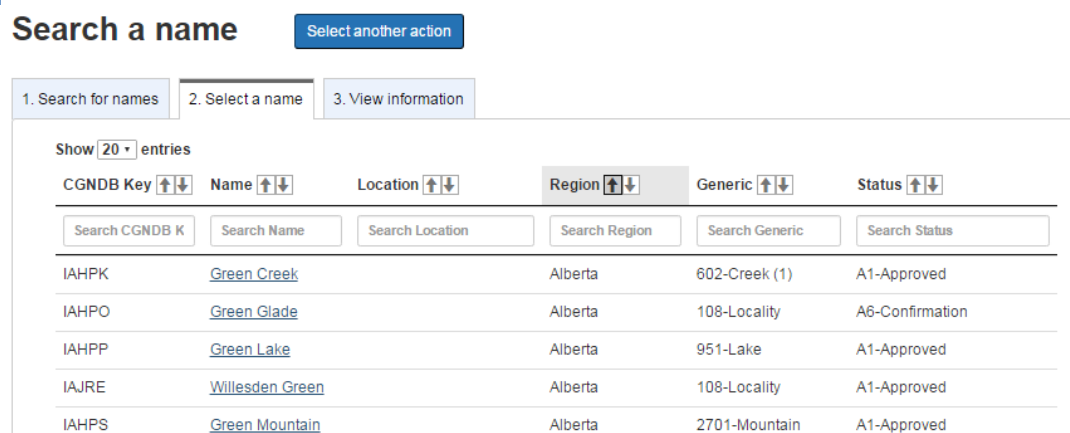 Search a name Select another action
1. Search for names 2. Select a name 3. View information
Show 20 entries
CGNDB Key Name Location Region Generic Status
Search CGNDB K Search Name Search Location Search Region Search Generic Search Status
IAHPK Green Creek Alberta 602-Creek (1) A1-Approved
IAHPO Green Glade Alberta 108-Locality A6-Confirmation
IAHPP Green Lake Alberta 951-Lake A1-Approved
IAJRE Willesden Green Alberta 108-Locality A1-Approved
IAHPS Green Mountain Alberta 2701-Mountain A1-Approved